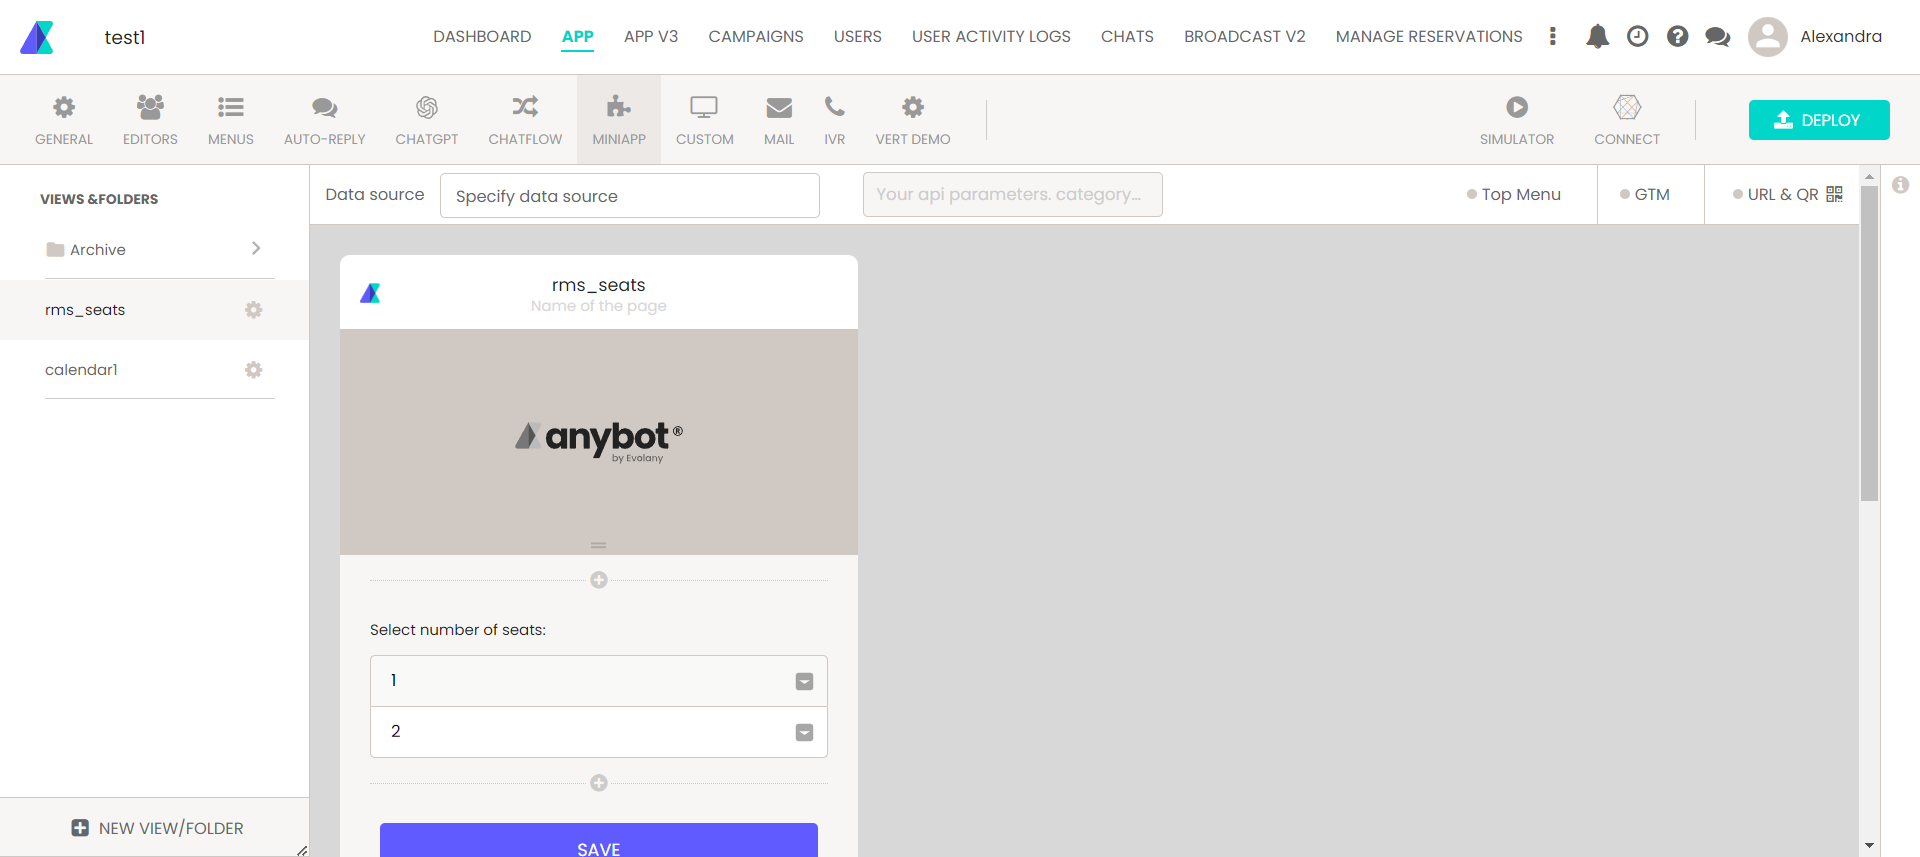 test1
DASHBOARD APP APP V3 CAMPAIGNS USERS USER ACTIVITY LOGS CHATS BROADCAST V2 MANAGE RESERVATIONS Alexandra
GENERAL EDITORS MENUS AUTO-REPLY CHATGPT CHATFLOW MINIAPP CUSTOM MAIL IVR VERT DEMO SIMULATOR CONNECT DEPLOY
VIEWS &FOLDERS
Archive
rms_seats
calendar1
NEW VIEW/FOLDER
Data source Specify data source Your api parameters. category... Top Menu GTM URL & QR
rms_seats
Name of the page
anybot ®
by Evolany
Select number of seats:
1
2
SAVE